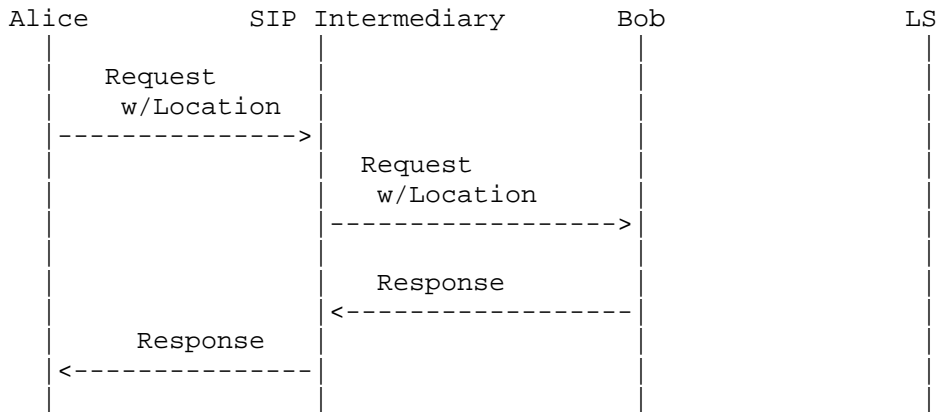 Alice SIP Intermediary Bob LS
Request
w/Location
Request
w/Location
Response
Response